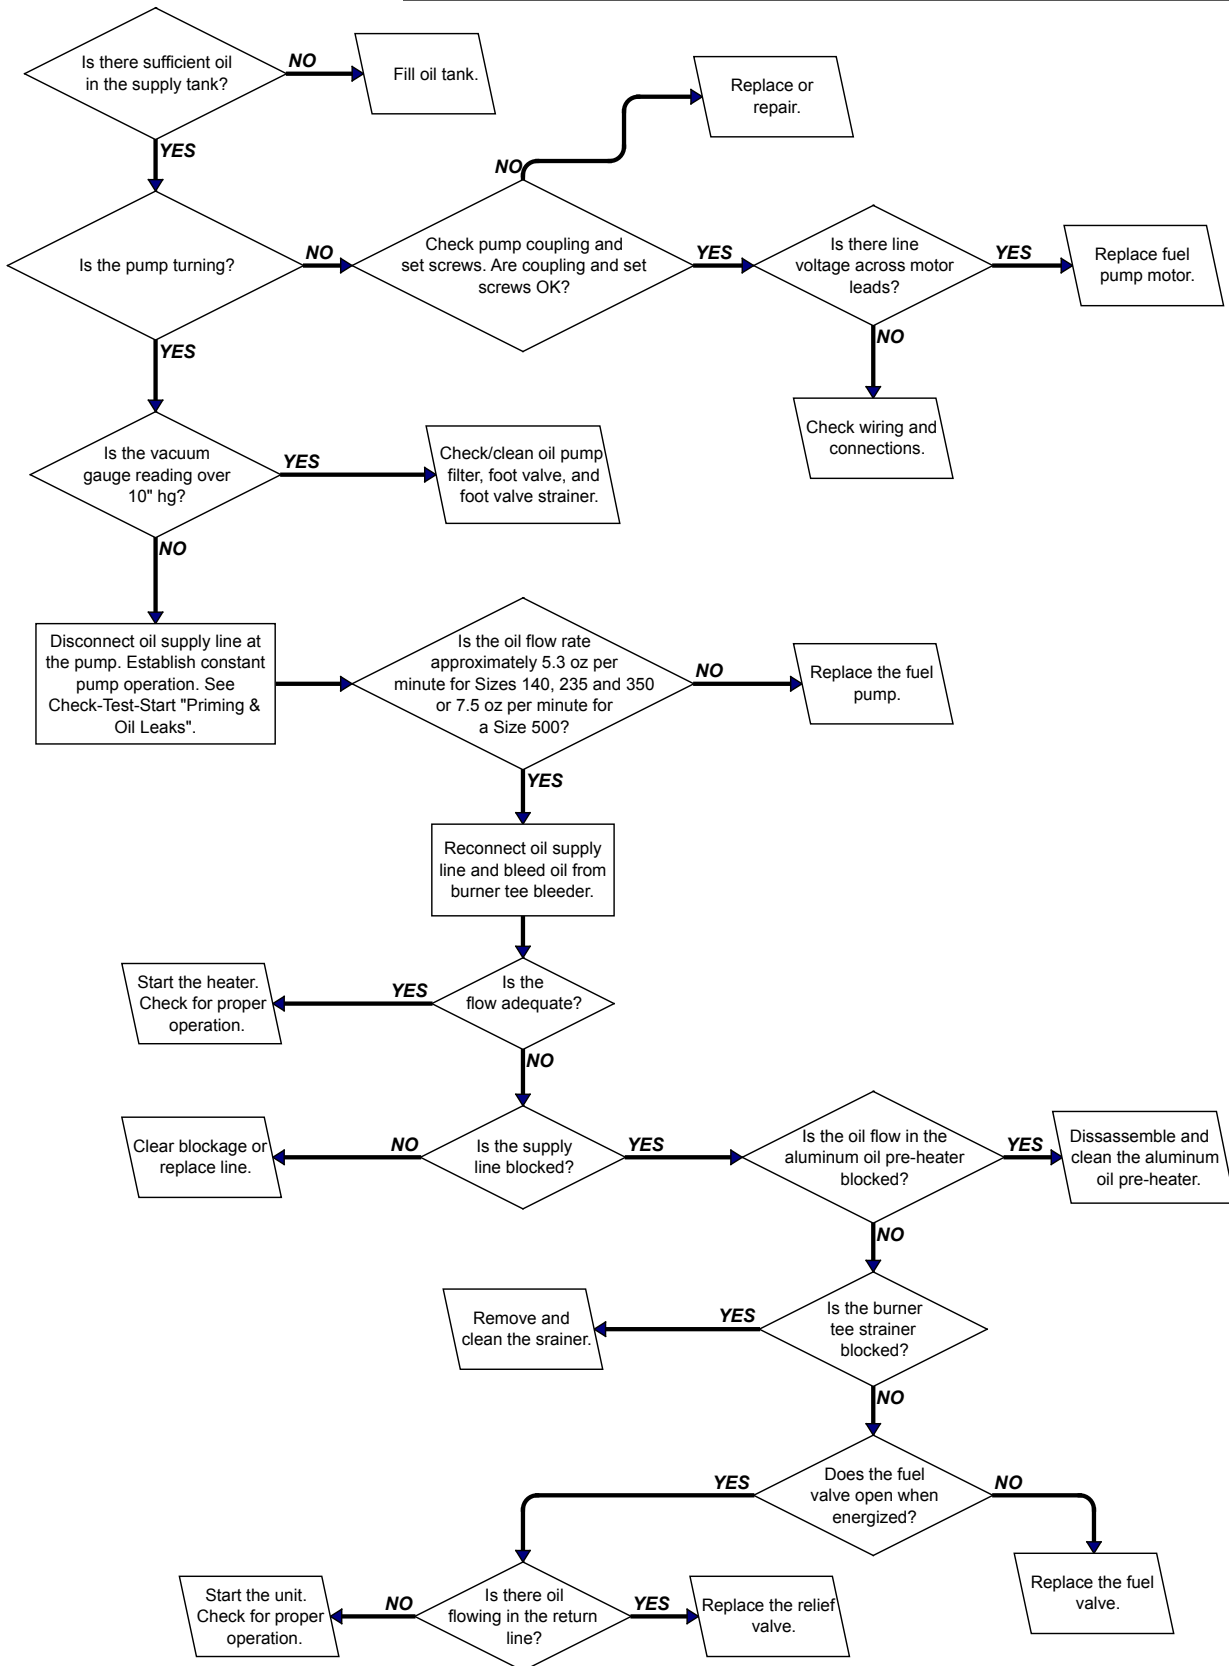 Is there sufficient oil
in the supply tank?
NO
Fill oil tank.
YES
Is the pump turning?
NO
Check pump coupling and
set screws. Are coupling and set
screws OK?
NO
Replace or
repair.
YES
Is there line
voltage across motor
leads?
YES
Replace fuel
pump motor.
NO
Check wiring and
connections.
YES
Is the vacuum
gauge reading over
10" hg?
YES
Check/clean oil pump
filter, foot valve, and
foot valve strainer.
NO
Disconnect oil supply line at
the pump. Establish constant
pump operation. See
Check-Test-Start "Priming &
Oil Leaks".
Is the oil flow rate
approximately 5.3 oz per
minute for Sizes 140, 235 and 350
or 7.5 oz per minute for
a Size 500?
NO
Replace the fuel
pump.
YES
Reconnect oil supply
line and bleed oil from
burner tee bleeder.
Is the
flow adequate?
YES
Start the heater.
Check for proper
operation.
NO
Is the supply
line blocked?
NO
Clear blockage or
replace line.
YES
Is the oil flow in the
aluminum oil pre-heater
blocked?
YES
Dissassemble and
clean the aluminum
oil pre-heater.
NO
Is the burner
tee strainer
blocked?
YES
Remove and
clean the srainer.
NO
Does the fuel
valve open when
energized?
NO
Replace the fuel
valve.
YES
Is there oil
flowing in the return
line?
NO
Start the unit.
Check for proper
operation.
YES
Replace the relief
valve.